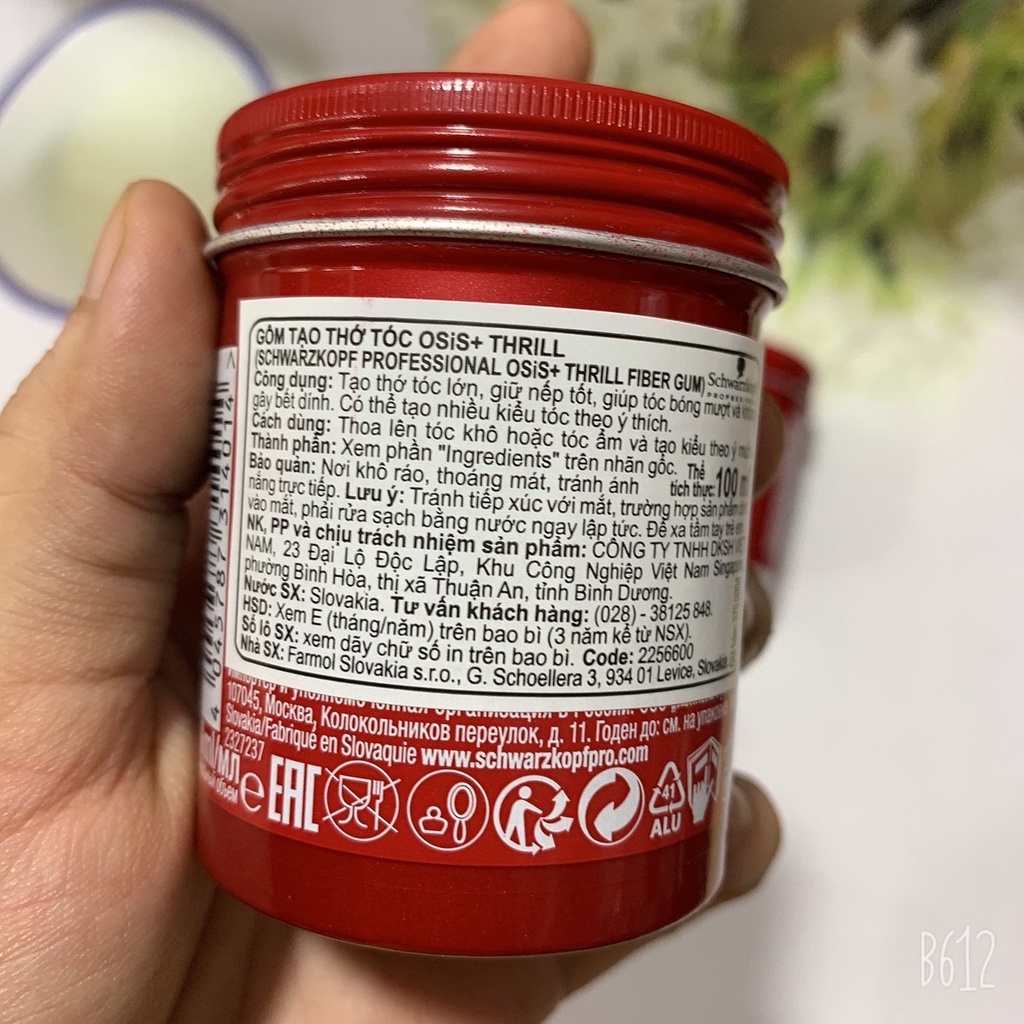 GÔM TẠO THỚ TÓC OSiS+ THRILL
(SCHWARZKOPF PROFESSIONAL OSiS+ THRILL FIBER GUM)
Công dụng: Tạo thớ tóc lớn, giữ nếp tốt, giúp tóc bóng mượt và
gây bết dính. Có thể tạo nhiều kiểu tóc theo ý thích.
Cách dùng: Thoa lên tóc khô hoặc tóc ẩm và tạo kiểu theo ý
Thành phần: Xem phần "Ingredients" trên nhãn gốc. Thể
Bảo quản: Nơi khô ráo, thoáng mát, tránh ánh tích thực: 100
nắng trực tiếp. Lưu ý: Tránh tiếp xúc với mắt, trường hợp sản phẩm
vào mắt, phải rửa sạch bằng nước ngay lập tức. Để xa tầm tay trẻ
NK, PP và chịu trách nhiệm sản phẩm: CÔNG TY TNHH DKSH
NAM, 23 Đại Lộ Độc Lập, Khu Công Nghiệp Việt Nam
phường Bình Hòa, thị xã Thuận An, tỉnh Bình Dương.
Nước SX: Slovakia. Tư vấn khách hàng: (028) - 38125 848.
HSD: Xem E (tháng/năm) trên bao bì (3 năm kể từ NSX).
Số lô SX: xem dãy chữ số in trên bao bì. Code: 2256600
Nhà SX: Farmol Slovakia s.r.o., G. Schoellera 3, 934 01 Levice, Slovakia
107045, Москва, Колокольников переулок, д. 11. Годен до: см. на
Slovakia/Fabriqué en Slovaquie www.schwarzkopfpro.com
2327237
e EAC
41
ALU
B612